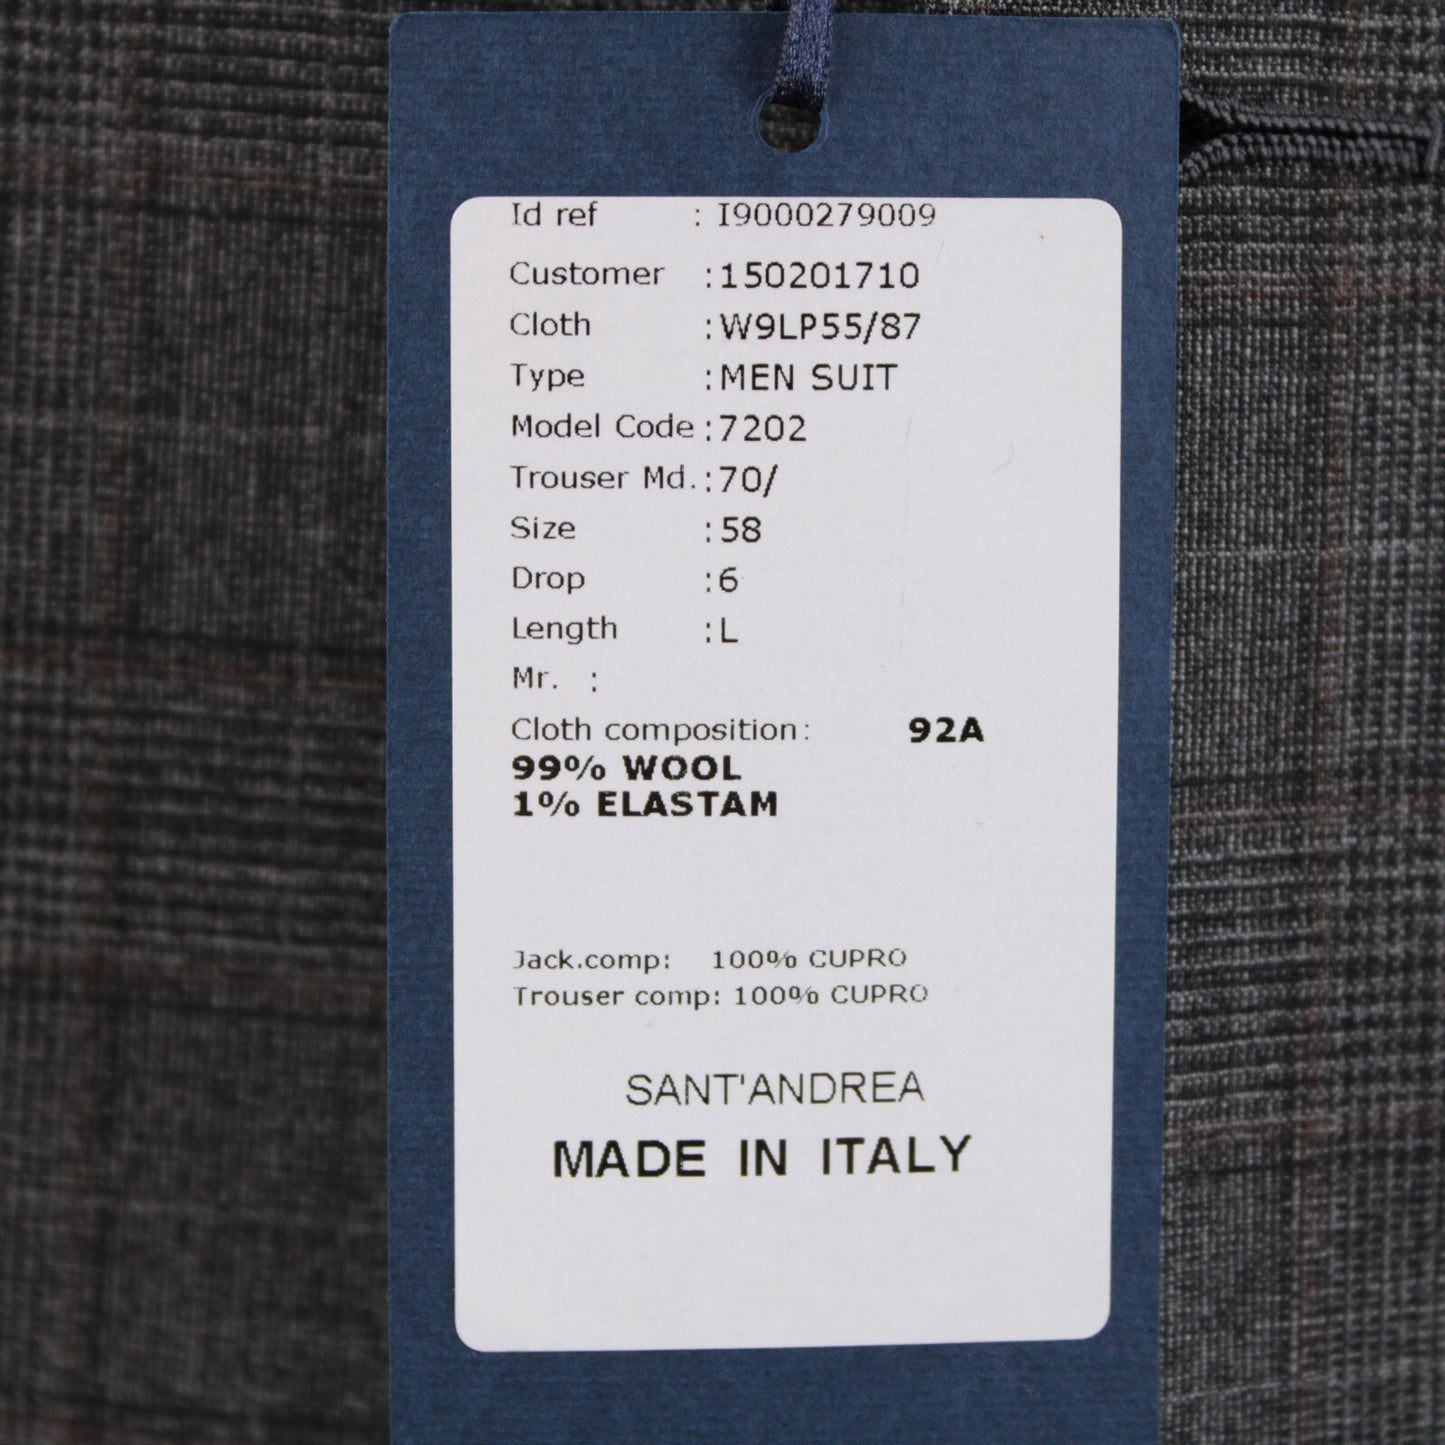 Id ref : I9000279009
Customer :150201710
Cloth :W9LP55/87
Type :MEN SUIT
Model Code :7202
Trouser Md. :70/
Size :58
Drop :6
Length :L
Mr. :
Cloth composition: 92A
99% WOOL
1% ELASTAM
Jack.comp: 100% CUPRO
Trouser comp: 100% CUPRO
SANT'ANDREA
MADE IN ITALY